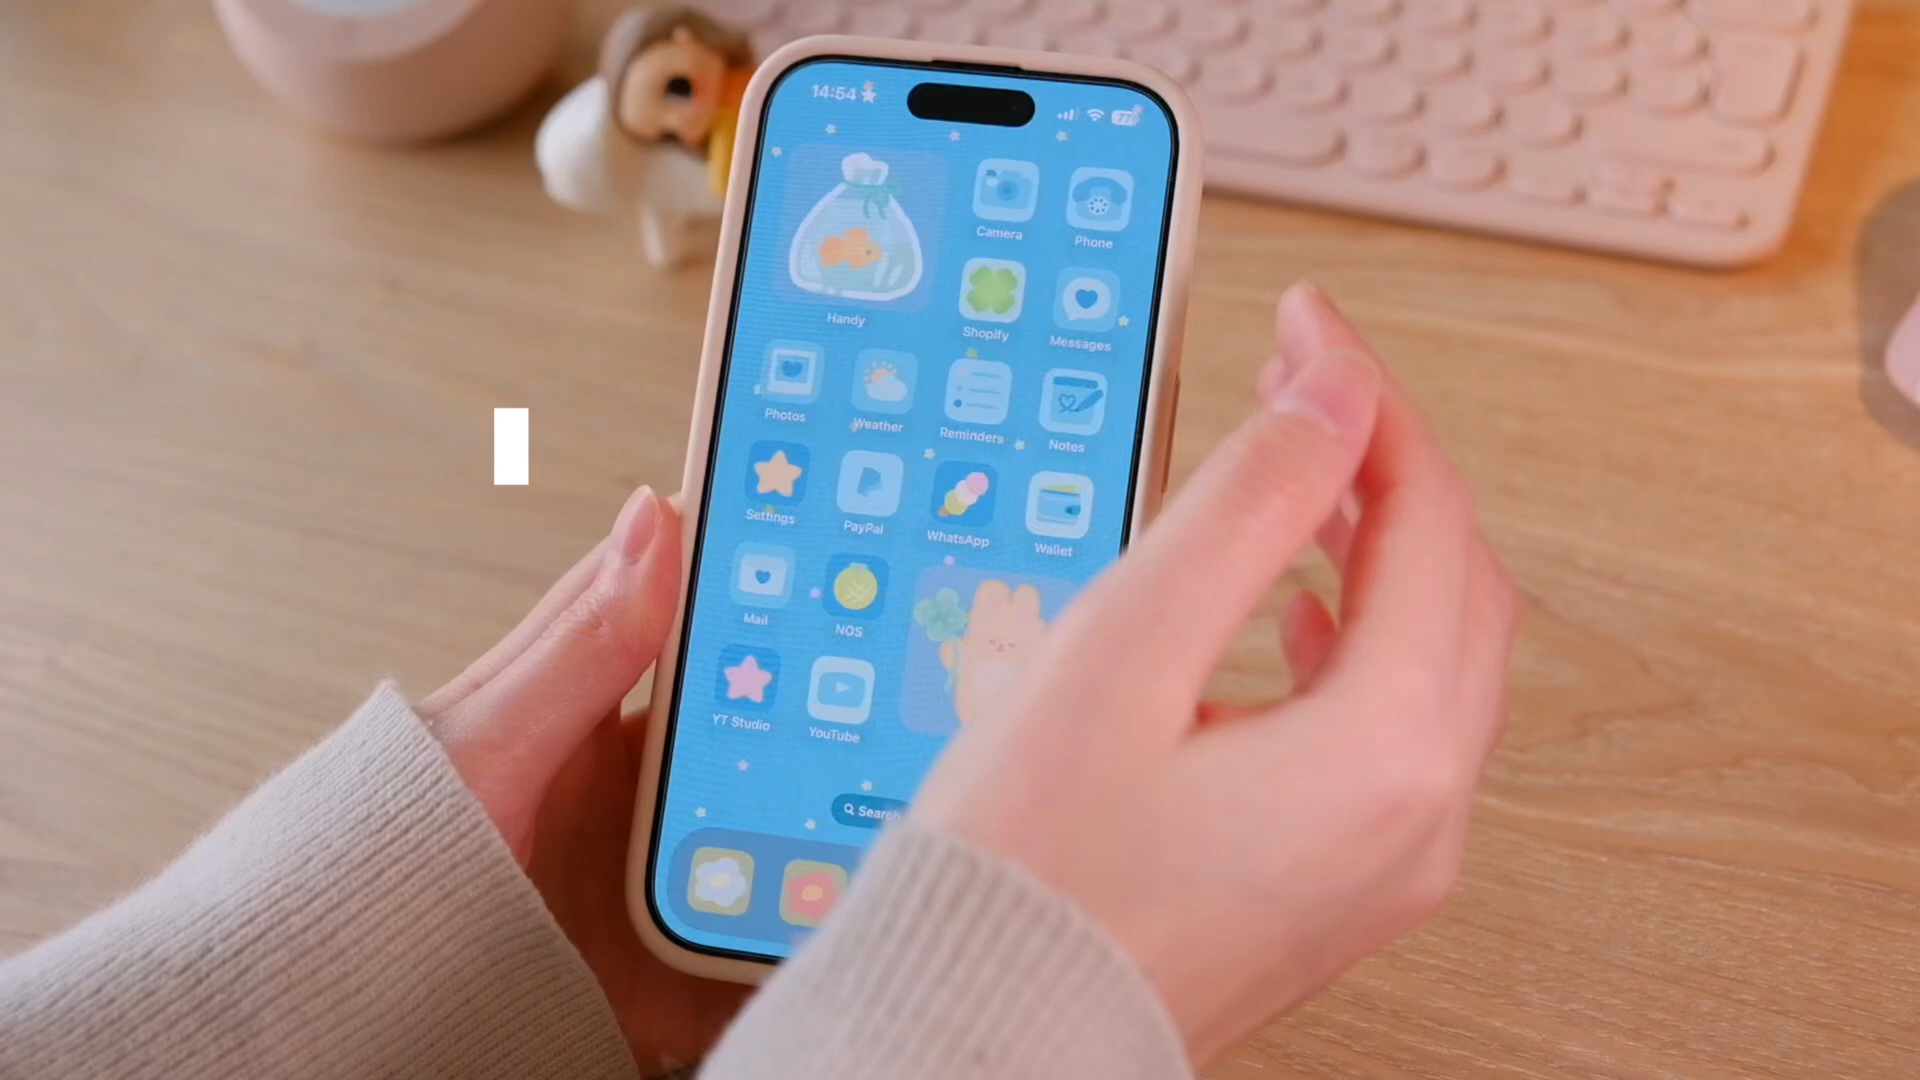 14:54
77
Camera
Phone
Handy
Shopify
Messages
Photos
Weather
Reminders
Notes
Settings
PayPal
WhatsApp
Wallet
Mail
NOS
YT Studio
YouTube
Search